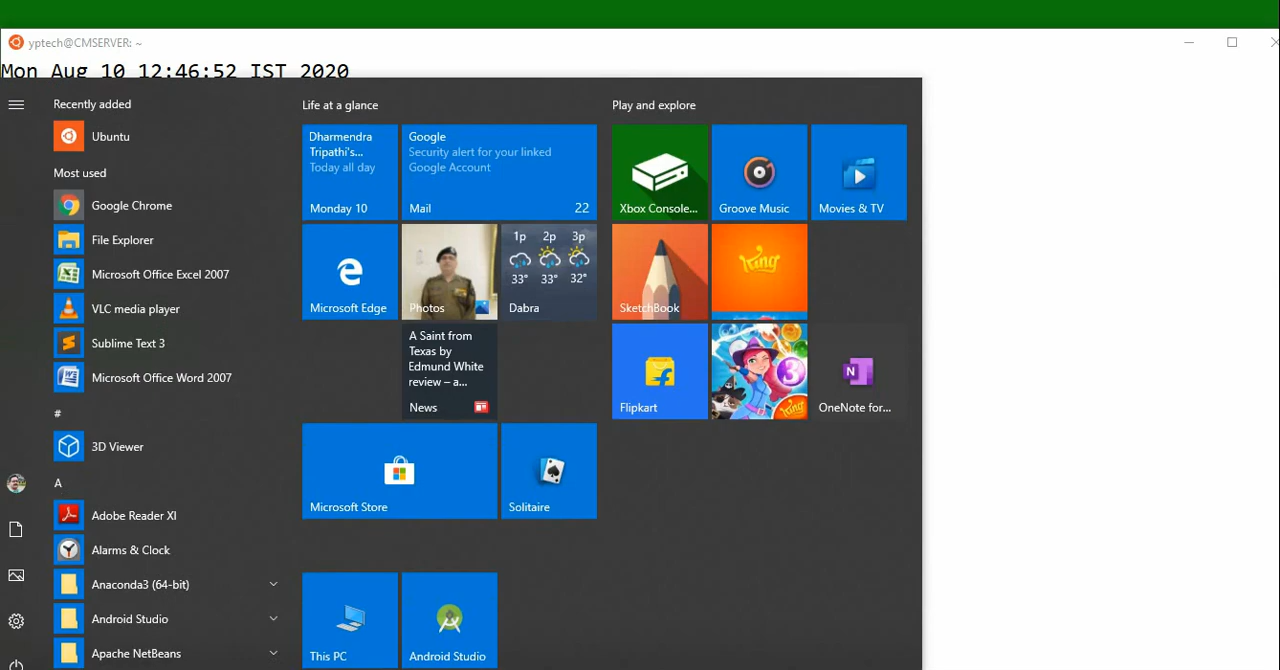 yptech@CMSERVER: ~
Mon Aug 10 12:46:52 IST 2020
Recently added
Ubuntu
Most used
Google Chrome
File Explorer
Microsoft Office Excel 2007
VLC media player
Sublime Text 3
Microsoft Office Word 2007
#
3D Viewer
A
Adobe Reader XI
Alarms & Clock
Anaconda3 (64-bit)
Android Studio
Apache NetBeans
Life at a glance
Dharmendra
Tripathi's...
Today all day
Monday 10
Google
Security alert for your linked
Google Account
Mail 22
Microsoft Edge
Photos
1p 2p 3p
33° 33° 32°
Dabra
A Saint from
Texas by
Edmund White
review – a...
News
Microsoft Store
Solitaire
This PC
Android Studio
Play and explore
Xbox Console...
Groove Music
Movies & TV
SketchBook
King
Flipkart
3
King
N
OneNote for...